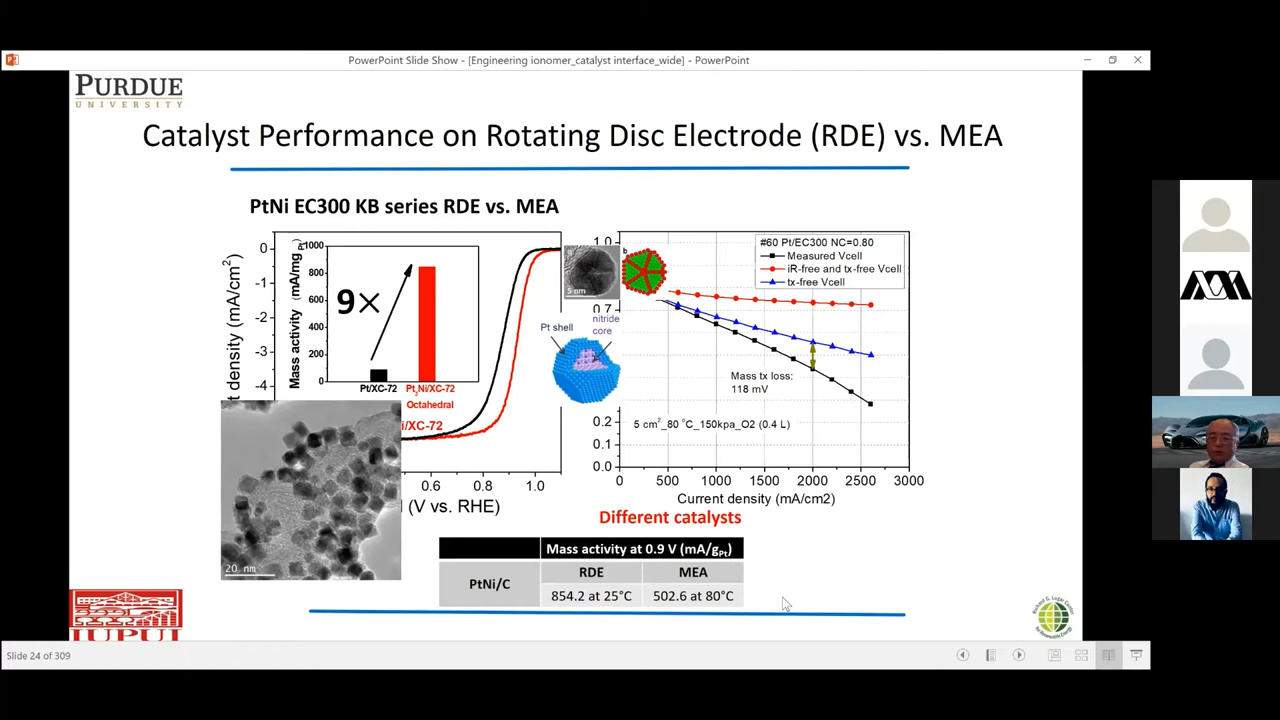 PowerPoint Slide Show - [Engineering ionomer_catalyst interface_wide] - PowerPoint
PURDUE
UNIVERSITY
Catalyst Performance on Rotating Disc Electrode (RDE) vs. MEA
PtNi EC300 KB series RDE vs. MEA
0
-1
-2
-3
-4
density (mA/cm²)
Mass activity (mA/mg
1000
800
600
400
200
0
9×
Pt/XC-72
Pt3Ni/XC-72
Octahedral
i/XC-72
0.6
0.8
1.0
(V vs. RHE)
20 nm
5 nm
b
Pt shell
nitride
core
1.0
0.7
0.2
0.1
0.0
#60 Pt/EC300 NC=0.80
Measured Vcell
iR-free and tx-free Vcell
tx-free Vcell
Mass tx loss:
118 mV
5 cm²_80 °C_150kpa_O2 (0.4 L)
0
500
1000
1500
2000
2500
3000
Current density (mA/cm2)
Different catalysts
Mass activity at 0.9 V (mA/gPt)
PtNi/C
RDE
MEA
854.2 at 25°C
502.6 at 80°C
IUPUI
Slide 24 of 309